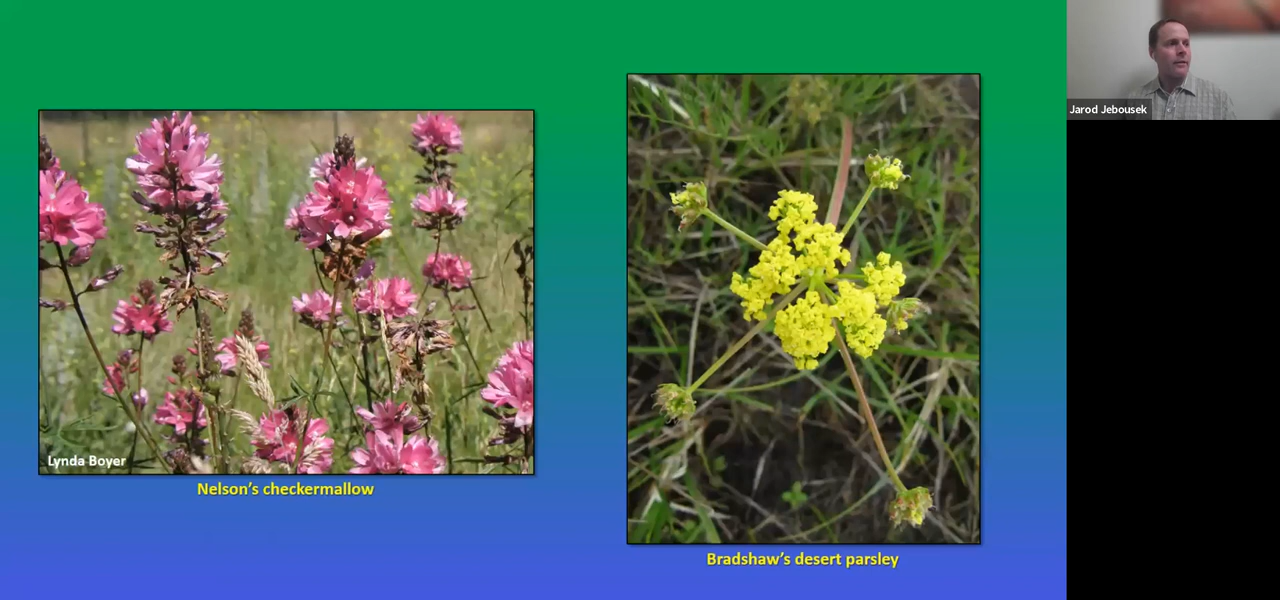 Jarod Jebousek
Lynda Boyer
Nelson’s checkermallow
Bradshaw’s desert parsley